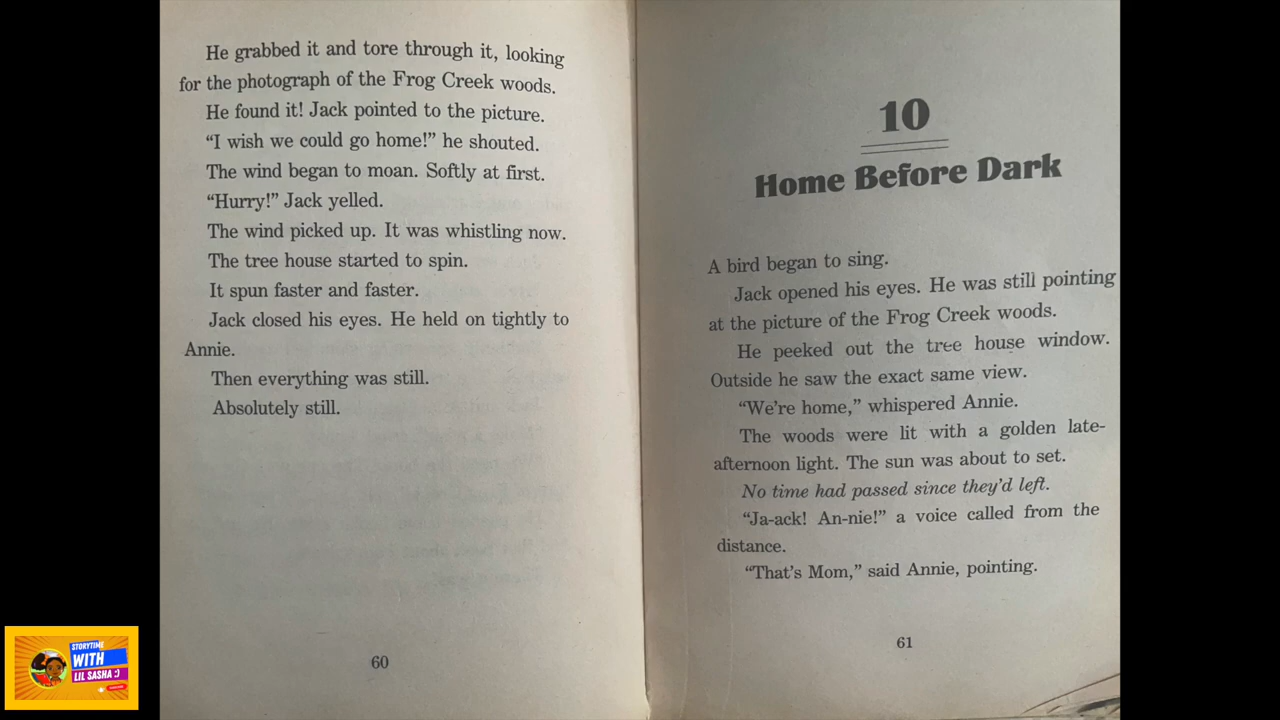 He grabbed it and tore through it, looking
for the photograph of the Frog Creek woods.
He found it! Jack pointed to the picture.
“I wish we could go home!” he shouted.
The wind began to moan. Softly at first.
“Hurry!” Jack yelled.
The wind picked up. It was whistling now.
The tree house started to spin.
It spun faster and faster.
Jack closed his eyes. He held on tightly to
Annie.
Then everything was still.
Absolutely still.
60
10
Home Before Dark
A bird began to sing.
Jack opened his eyes. He was still pointing
at the picture of the Frog Creek woods.
He peeked out the tree house window.
Outside he saw the exact same view.
“We’re home,” whispered Annie.
The woods were lit with a golden late-
afternoon light. The sun was about to set.
No time had passed since they’d left.
“Ja-ack! An-nie!” a voice called from the
distance.
“That’s Mom,” said Annie, pointing.
61
STORYTIME
WITH
LIL SASHA :)